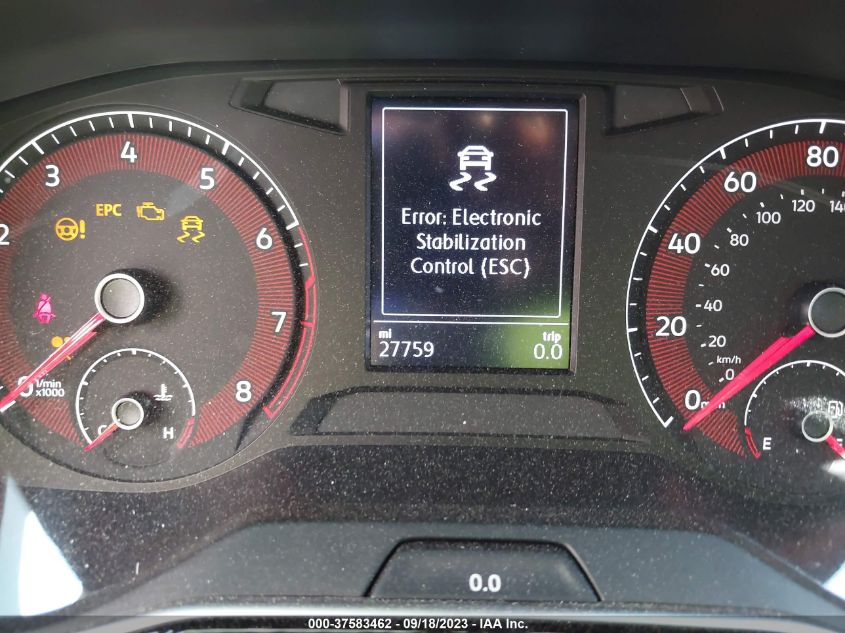 2
3
4
5
6
7
8
EPC
1/min
x1000
C
H
Error: Electronic
Stabilization
Control (ESC)
mi
27759
trip
0.0
0
20
40
60
80
0
20
40
60
80
100
120
km/h
E
0.0
000-37583462 - 09/18/2023 - IAA Inc.